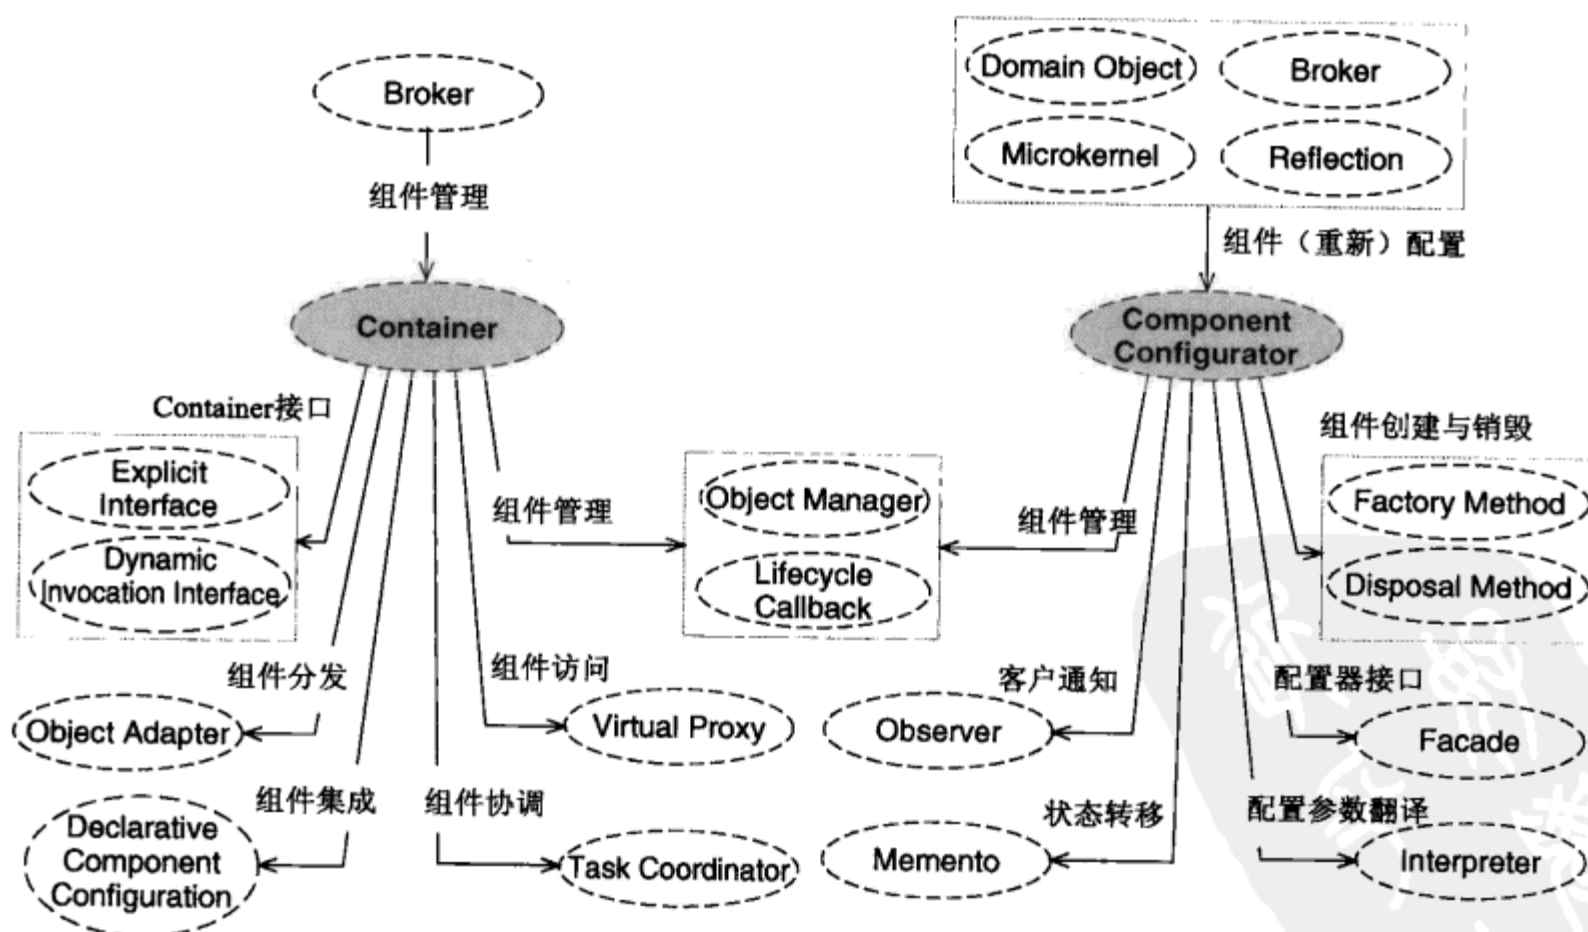 Broker
组件管理
Container
Container接口
Explicit
Interface
Dynamic
Invocation Interface
组件分发
Object Adapter
组件集成
Declarative
Component
Configuration
组件管理
组件访问
Virtual Proxy
组件协调
Task Coordinator
Object Manager
Lifecycle
Callback
Domain Object
Broker
Microkernel
Reflection
组件（重新）配置
Component
Configurator
组件管理
组件创建与销毁
Factory Method
Disposal Method
客户通知
Observer
状态转移
Memento
配置器接口
Facade
配置参数翻译
Interpreter